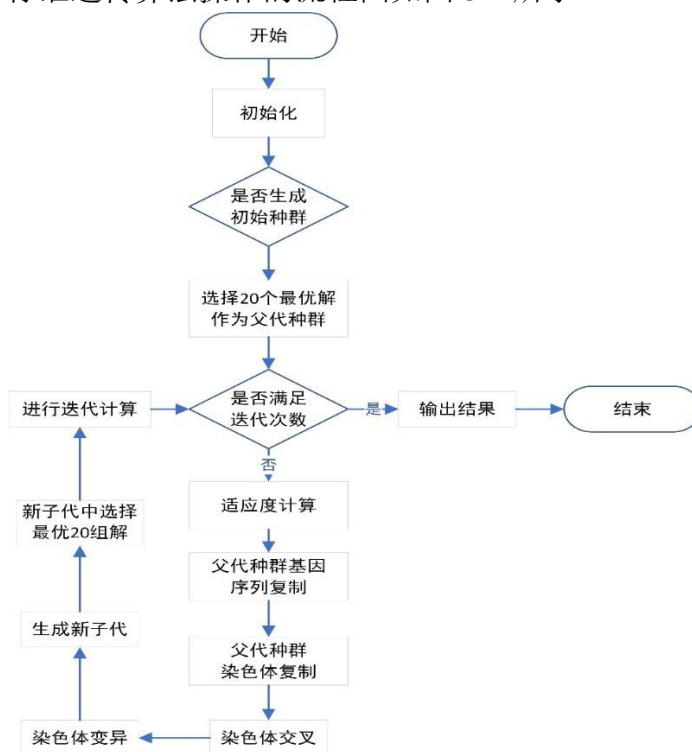 开始
初始化
是否生成
初始种群
选择20个最优解
作为父代种群
进行迭代计算
是否满足
迭代次数
是
输出结果
结束
否
新子代中选择
最优20组解
适应度计算
父代种群基因
序列复制
生成新子代
父代种群
染色体复制
染色体变异
染色体交叉